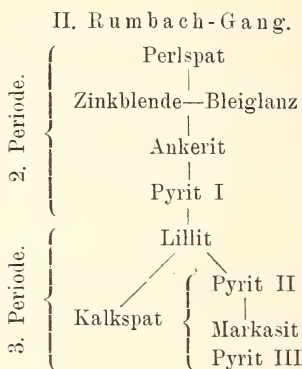 II. Rumbach-Gang.
2. Periode.
Perlspat
Zinkblende—Bleiglanz
Ankerit
Pyrit I
3. Periode.
Lillit
Kalkspat
Pyrit II
Markasit
Pyrit III